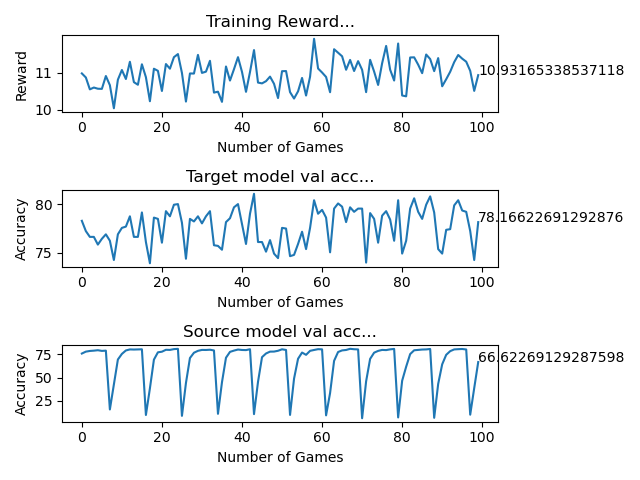 Training Reward...
Reward
11
10
10.93165338537118
0 20 40 60 80 100
Number of Games
Target model val acc...
Accuracy
80
75
78.16622691292876
0 20 40 60 80 100
Number of Games
Source model val acc...
Accuracy
75
50
25
66.62269129287598
0 20 40 60 80 100
Number of Games